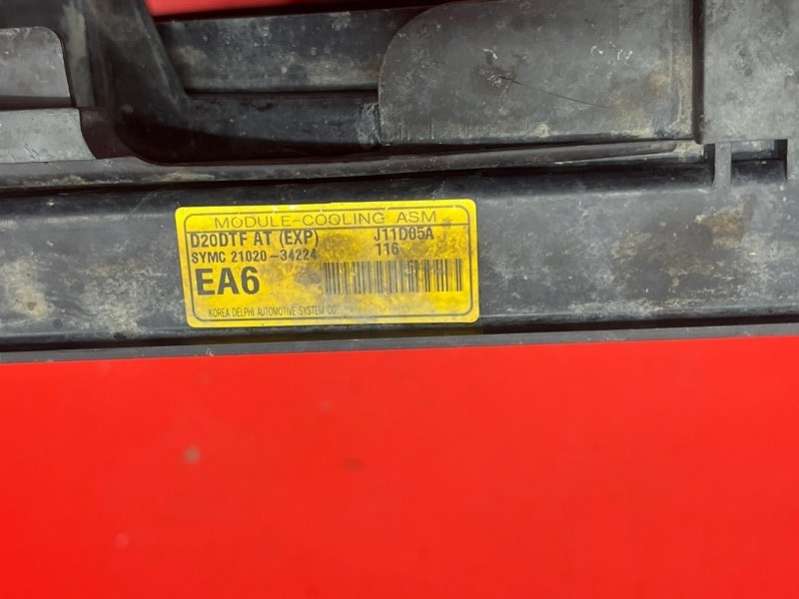 MODULE-COOLING ASM
D20DTF AT (EXP) J11D05A
SYMC 21020-34224 116
EA6
KOREA DELPHI AUTOMOTIVE SYSTEM CO.